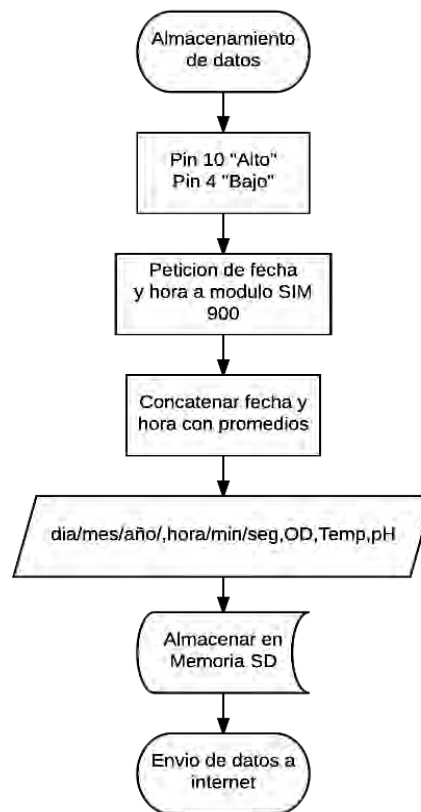 Almacenamiento
de datos
Pin 10 "Alto"
Pin 4 "Bajo"
Peticion de fecha
y hora a modulo SIM
900
Concatenar fecha y
hora con promedios
dia/mes/año/,hora/min/seg,OD,Temp,pH
Almacenar en
Memoria SD
Envio de datos a
internet